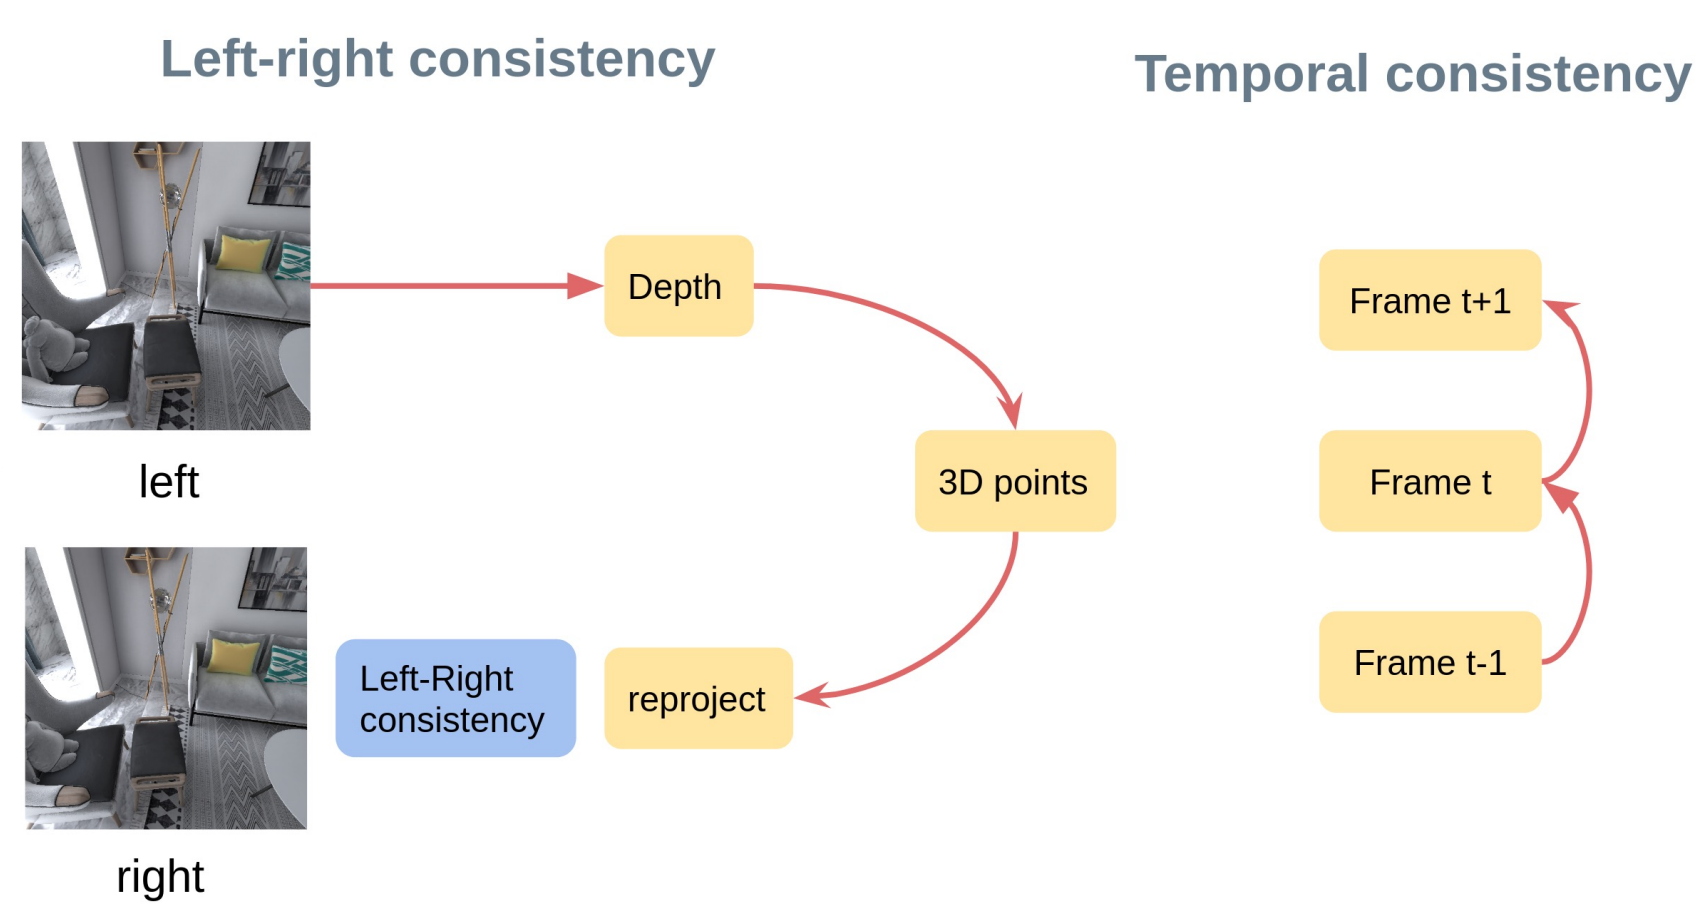 Left-right consistency
Temporal consistency
left
Depth
3D points
reproject
Left-Right
consistency
right
Frame t+1
Frame t
Frame t-1